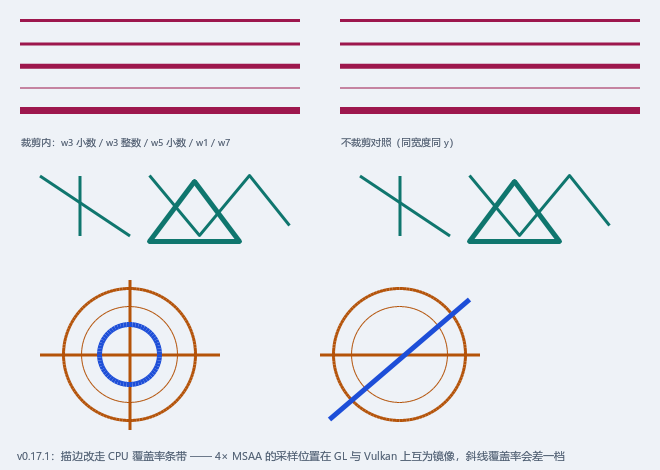 裁剪内：w3 小数 / w3 整数 / w5 小数 / w1 / w7
不裁剪对照（同宽度同 y）
v0.17.1：描边改走 CPU 覆盖率条带 —— 4× MSAA 的采样位置在 GL 与 Vulkan 上互为镜像，斜线覆盖率会差一档